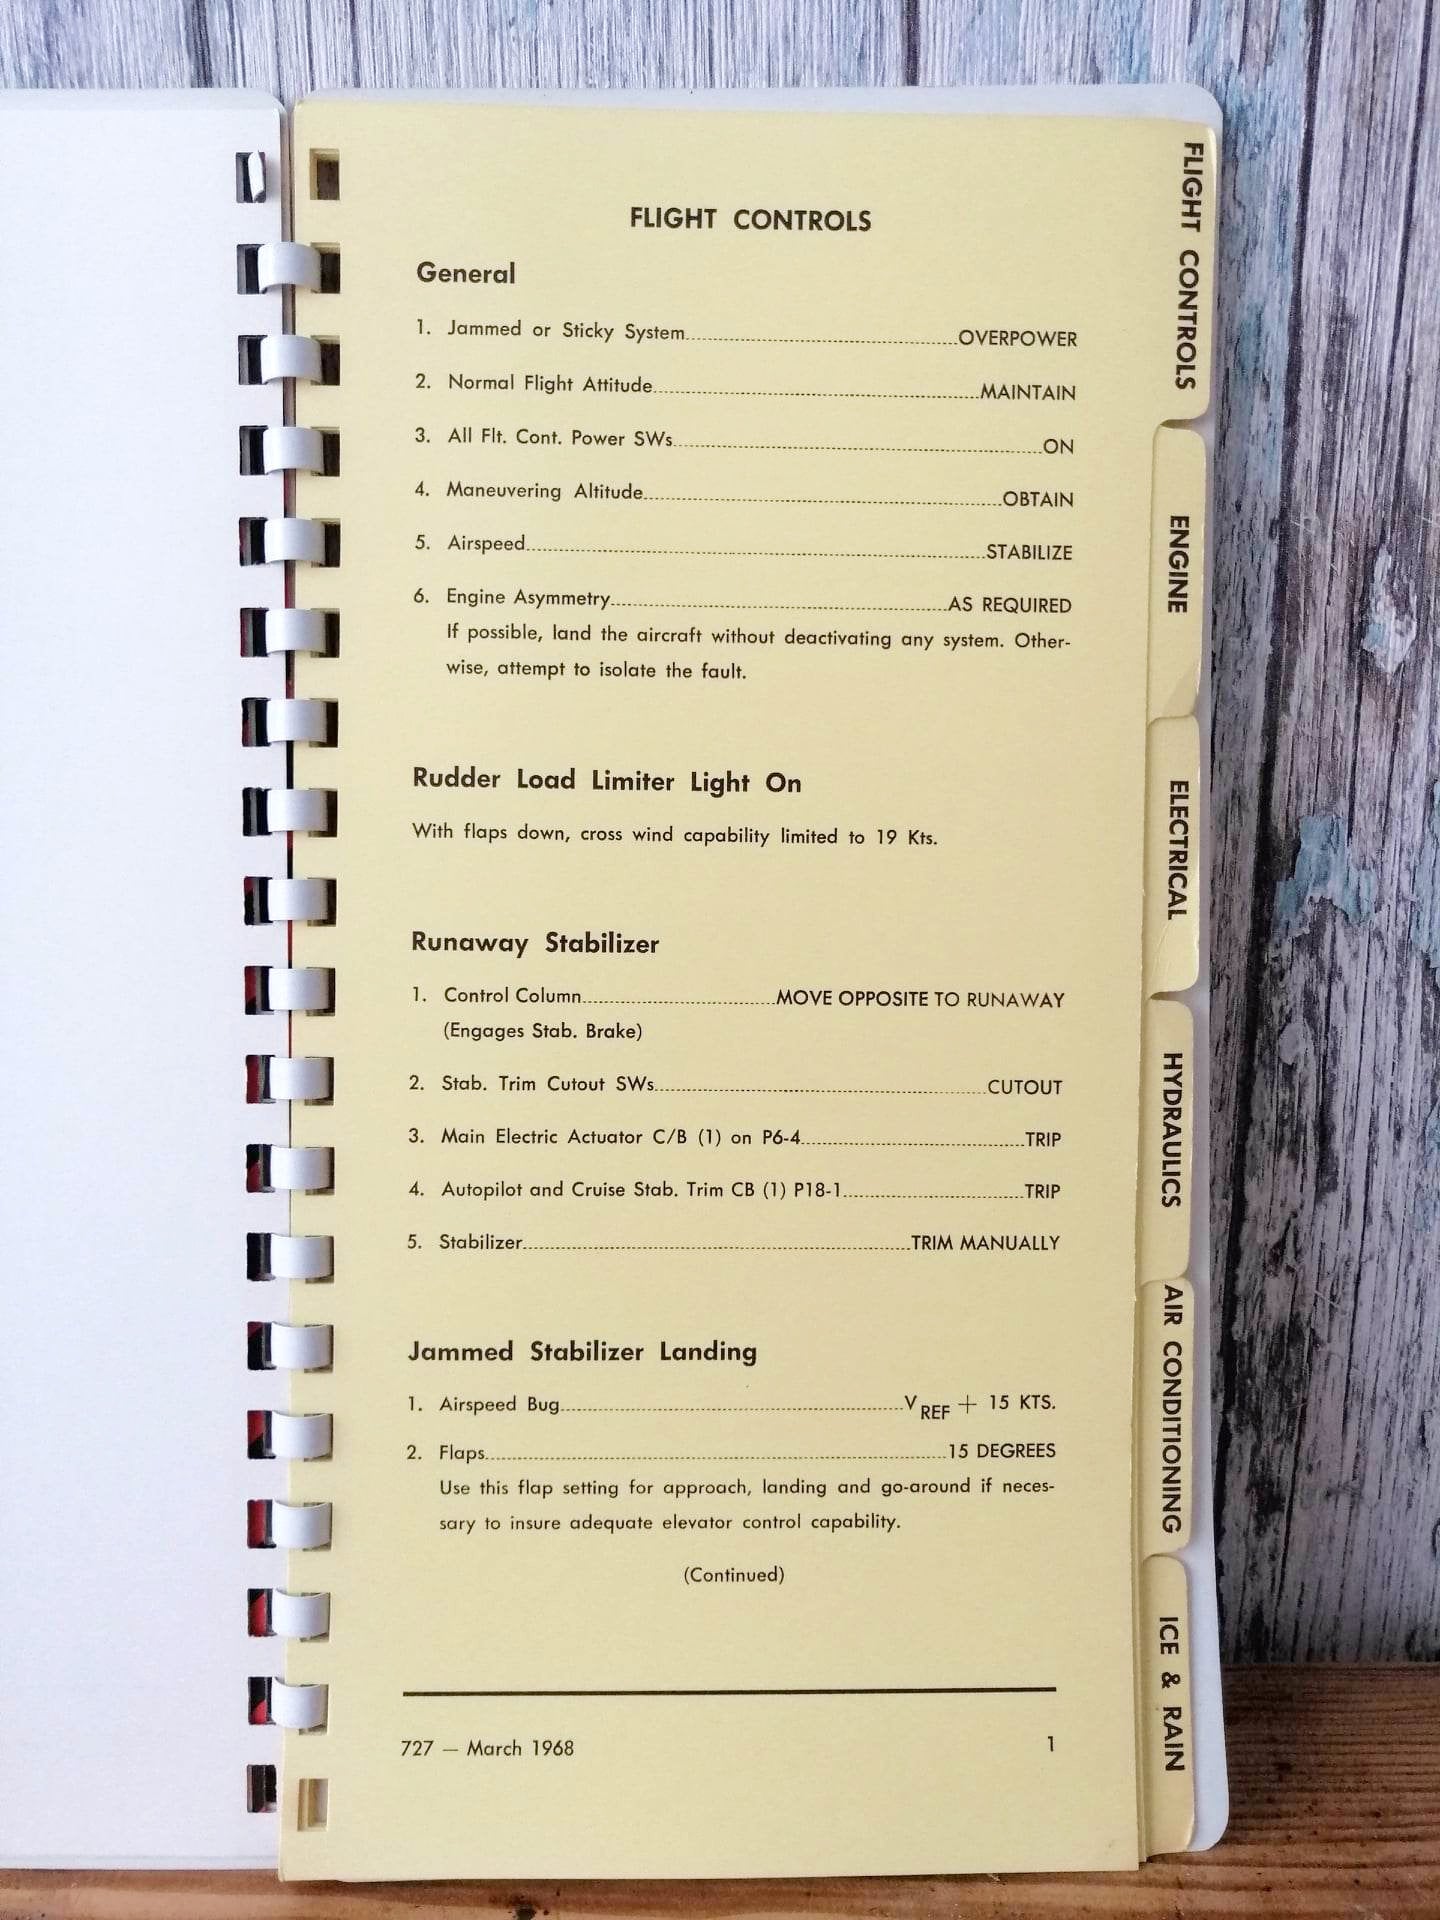 FLIGHT CONTROLS
General
1. Jammed or Sticky System........OVERPOWER
2. Normal Flight Attitude........MAINTAIN
3. All Flt. Cont. Power SWs........ON
4. Maneuvering Altitude........OBTAIN
5. Airspeed........STABILIZE
6. Engine Asymmetry........AS REQUIRED
If possible, land the aircraft without deactivating any system. Other-
wise, attempt to isolate the fault.
Rudder Load Limiter Light On
With flaps down, cross wind capability limited to 19 Kts.
Runaway Stabilizer
1. Control Column........MOVE OPPOSITE TO RUNAWAY
(Engages Stab. Brake)
2. Stab. Trim Cutout SWs........CUTOUT
3. Main Electric Actuator C/B (1) on P6-4........TRIP
4. Autopilot and Cruise Stab. Trim CB (1) P18-1........TRIP
5. Stabilizer........TRIM MANUALLY
Jammed Stabilizer Landing
1. Airspeed Bug........V REF + 15 KTS.
2. Flaps........15 DEGREES
Use this flap setting for approach, landing and go-around if neces-
sary to insure adequate elevator control capability.
(Continued)
727 — March 1968 1
FLIGHT CONTROLS
ENGINE
ELECTRICAL
HYDRAULICS
AIR CONDITIONING
ICE & RAIN